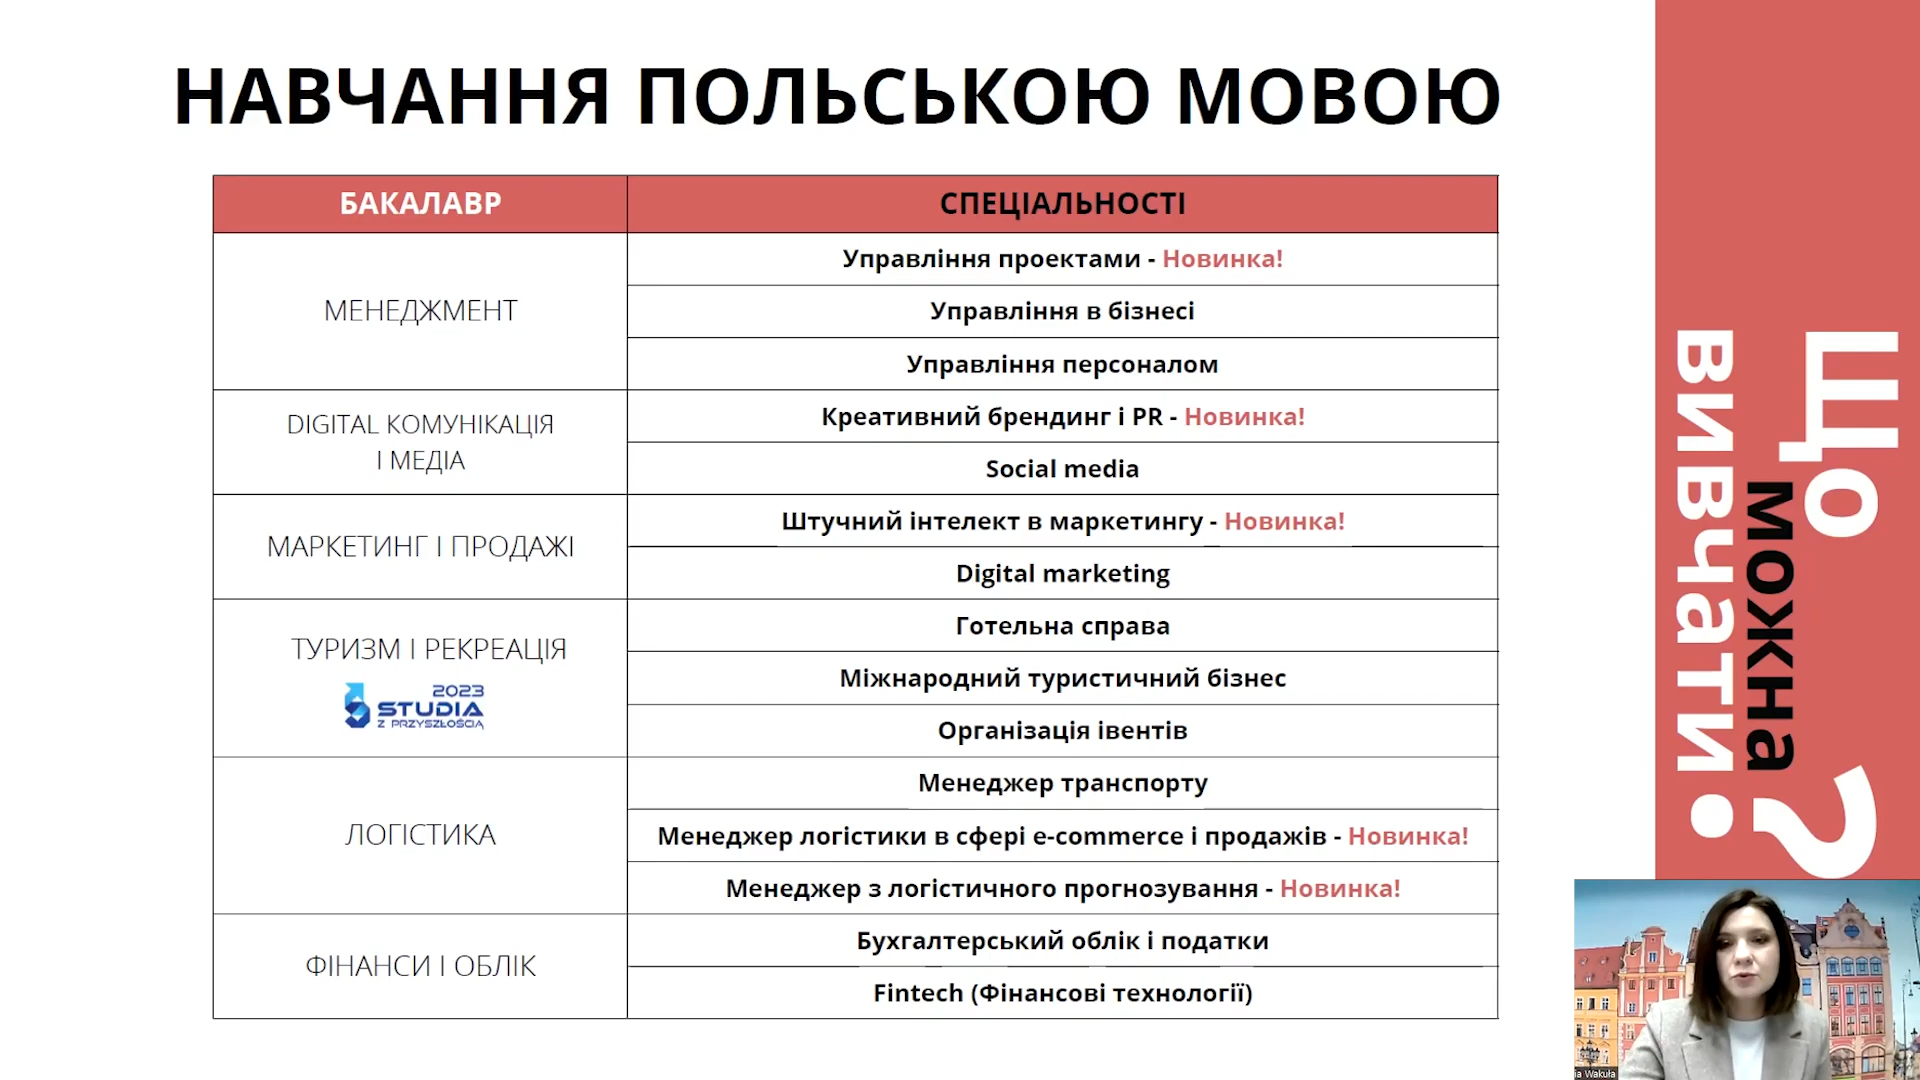 НАВЧАННЯ ПОЛЬСЬКОЮ МОВОЮ
БАКАЛАВР
СПЕЦІАЛЬНОСТІ
МЕНЕДЖМЕНТ
Управління проектами - Новинка!
Управління в бізнесі
Управління персоналом
DIGITAL КОМУНІКАЦІЯ
І МЕДІА
Креативний брендинг і PR - Новинка!
Social media
МАРКЕТИНГ І ПРОДАЖІ
Штучний інтелект в маркетингу - Новинка!
Digital marketing
ТУРИЗМ І РЕКРЕАЦІЯ
2023
STUDIA
Z PRZYSZŁOŚCIĄ
Готельна справа
Міжнародний туристичний бізнес
Організація івентів
ЛОГІСТИКА
Менеджер транспорту
Менеджер логістики в сфері e-commerce і продажів - Новинка!
Менеджер з логістичного прогнозування - Новинка!
ФІНАНСИ І ОБЛІК
Бухгалтерський облік і податки
Fintech (Фінансові технології)
Що
можна
вивчати?
ia Wakuła